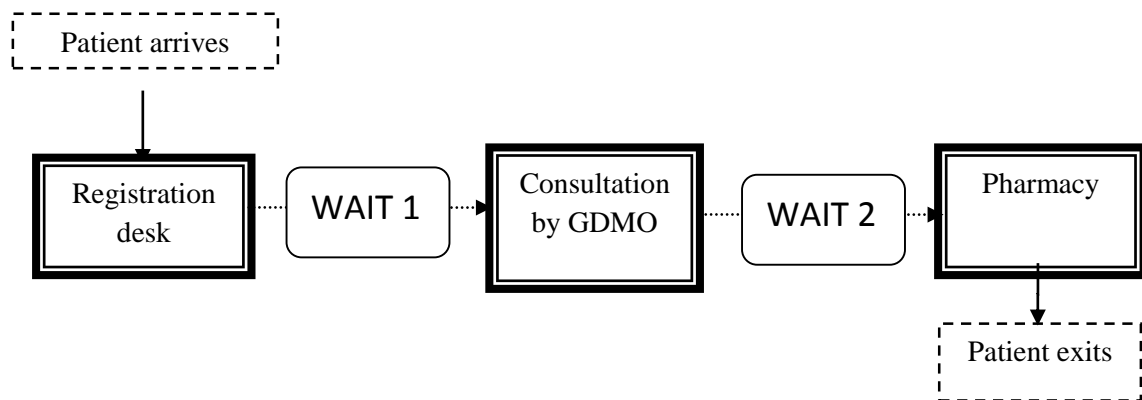 Patient arrives
Registration
desk
WAIT 1
Consultation
by GDMO
WAIT 2
Pharmacy
Patient exits